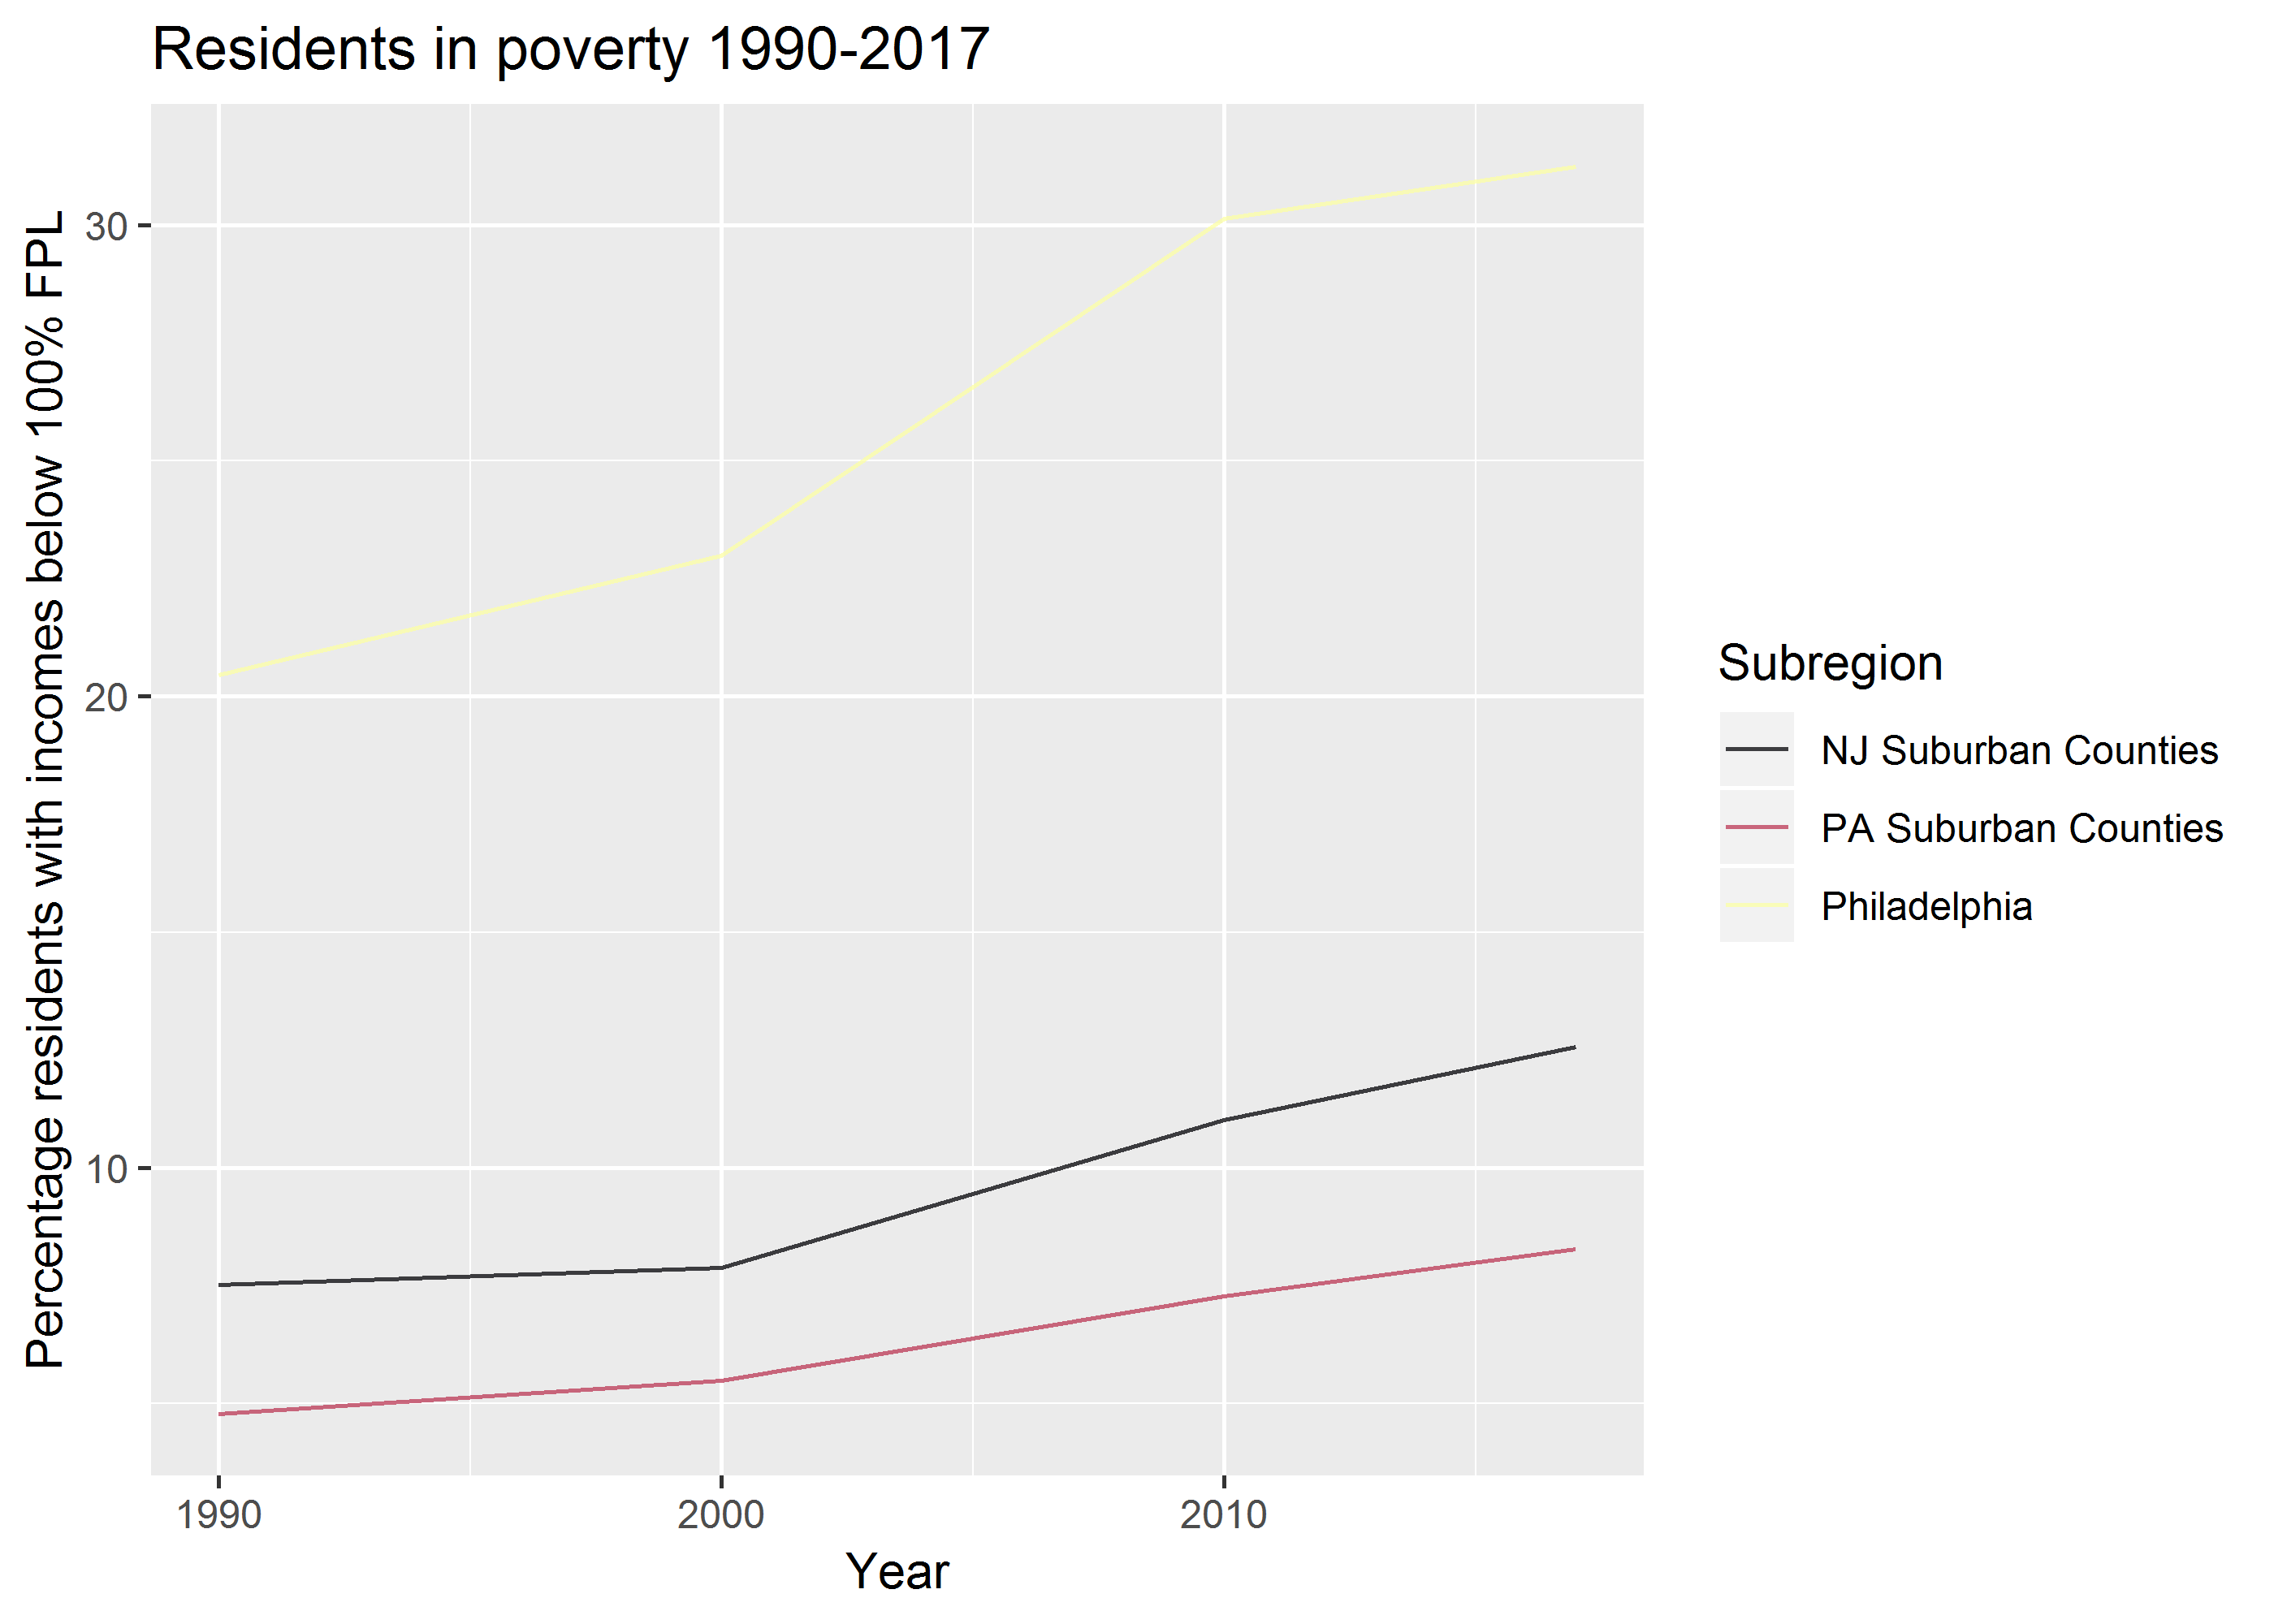 Residents in poverty 1990-2017
Percentage residents with incomes below 100% FPL
30
20
10
1990
2000
2010
Year
Subregion
NJ Suburban Counties
PA Suburban Counties
Philadelphia